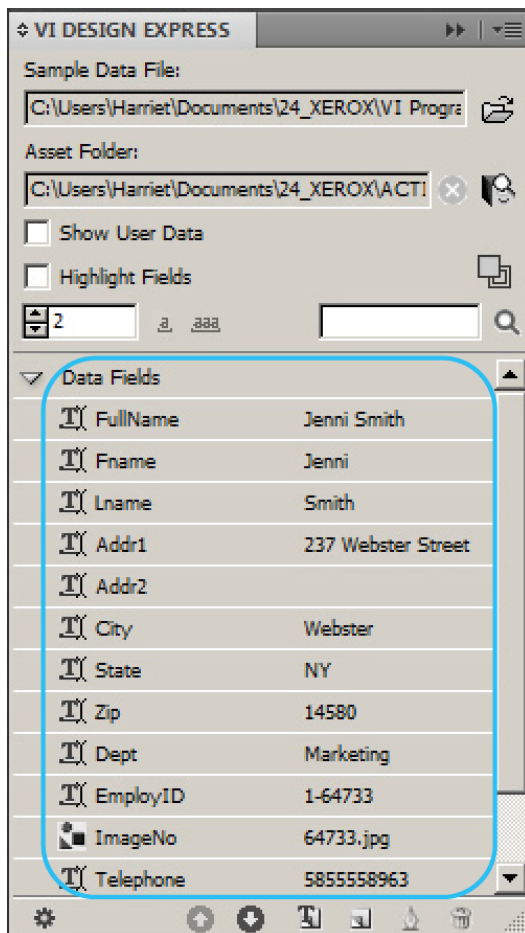 VI DESIGN EXPRESS
Sample Data File:
C:\Users\Harriet\Documents\24_XEROX\VI Progra
Asset Folder:
C:\Users\Harriet\Documents\24_XEROX\ACTI
Show User Data
Highlight Fields
2 a aaa
Data Fields
FullName Jenni Smith
Fname Jenni
Lname Smith
Addr1 237 Webster Street
Addr2
City Webster
State NY
Zip 14580
Dept Marketing
EmployID 1-64733
ImageNo 64733.jpg
Telephone 5855558963